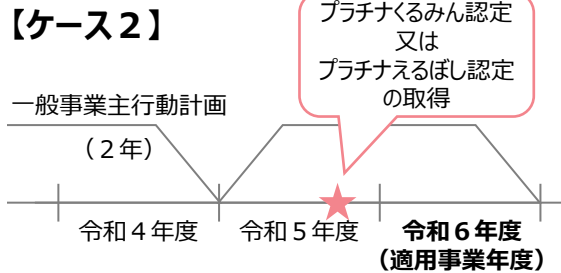 【ケース２】
プラチナくるみん認定
又は
プラチナえるぼし認定
の取得
一般事業主行動計画
（２年）
令和４年度
令和５年度
令和６年度
（適用事業年度）